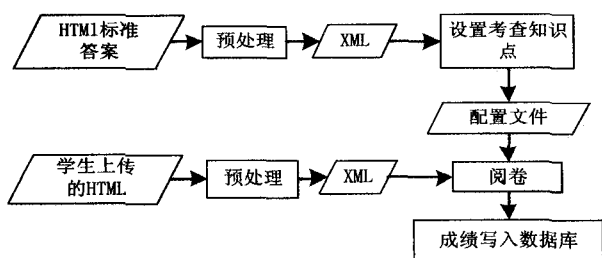 HTMl标准
答案
预处理
XML
设置考查知识
点
配置文件
学生上传
的HTML
预处理
XML
阅卷
成绩写入数据库